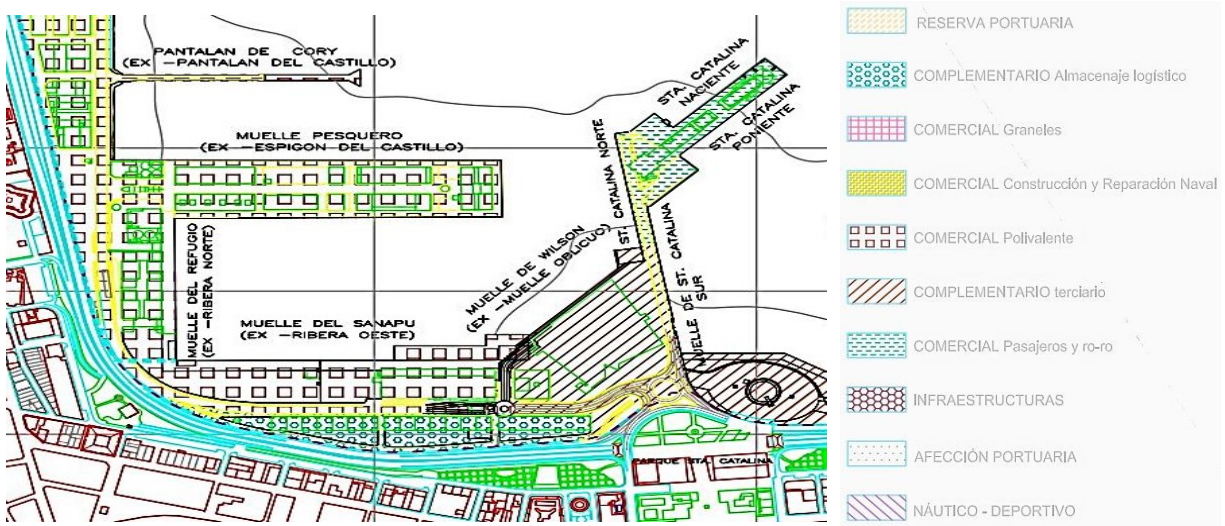 PANTALAN DE CORY
(EX -PANTALAN DEL CASTILLO)
MUELLE PESQUERO
(EX -ESPIGON DEL CASTILLO)
STA. CATALINA
NACIENTE
STA. CATALINA
PONIENTE
ST. CATALINA NORTE
MUELLE DE ST. CATALINA
SUR
MUELLE DE WILSON
(EX -MUELLE OBLICUO)
MUELLE DEL REFUGIO
(EX -RIBERA NORTE)
MUELLE DEL SANAPU
(EX -RIBERA OESTE)
PARQUE STA. CATALINA
RESERVA PORTUARIA
COMPLEMENTARIO Almacenaje logístico
COMERCIAL Graneles
COMERCIAL Construcción y Reparación Naval
COMERCIAL Polivalente
COMPLEMENTARIO terciario
COMERCIAL Pasajeros y ro-ro
INFRAESTRUCTURAS
AFECCIÓN PORTUARIA
NÁUTICO - DEPORTIVO